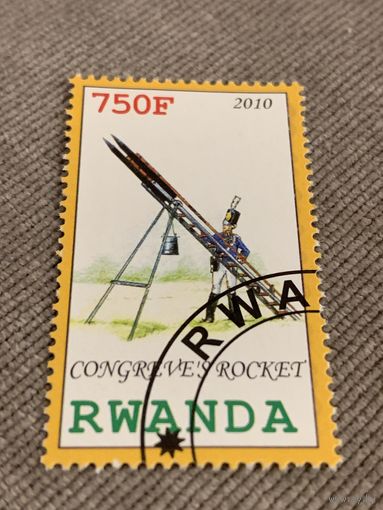 750F 2010
RWA
CONGREVE'S ROCKET
RWANDA